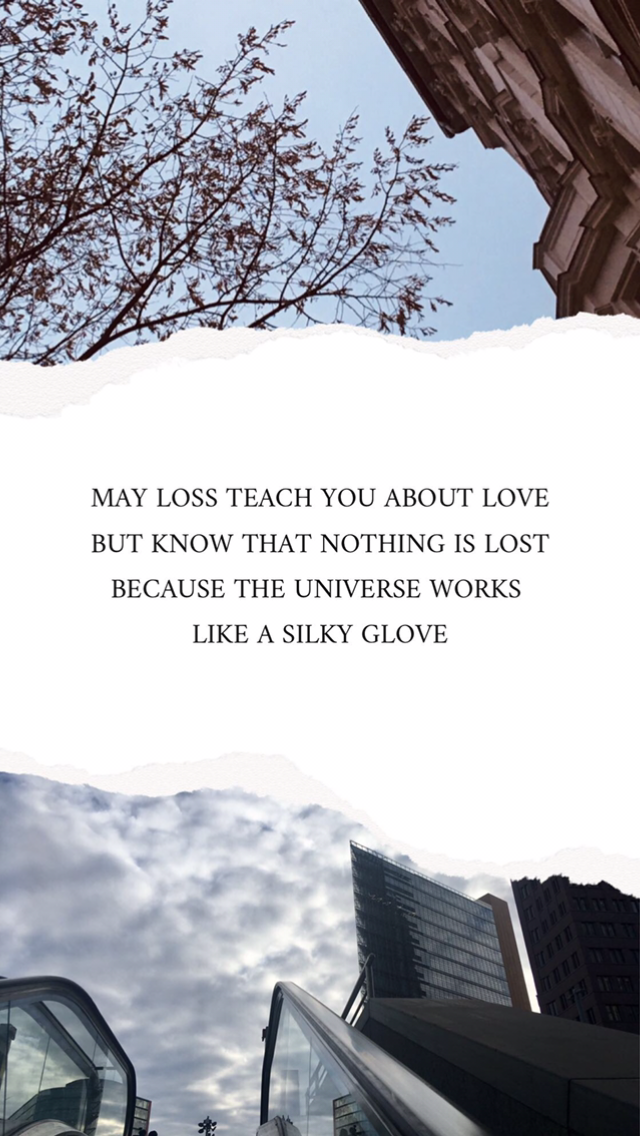 MAY LOSS TEACH YOU ABOUT LOVE
BUT KNOW THAT NOTHING IS LOST
BECAUSE THE UNIVERSE WORKS
LIKE A SILKY GLOVE